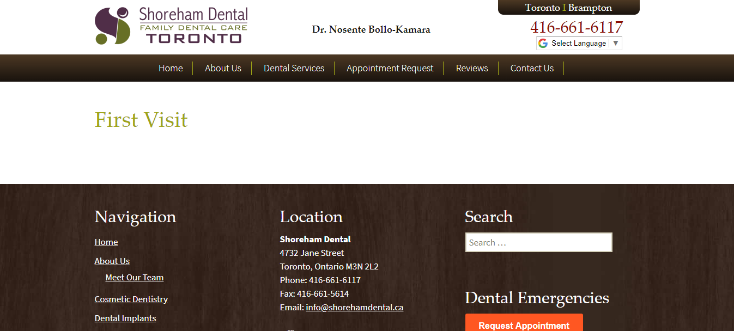 Toronto | Brampton
Shoreham Dental
FAMILY DENTAL CARE
TORONTO
Dr. Nosente Bollo-Kamara
416-661-6117
G Select Language ▼
Home
About Us
Dental Services
Appointment Request
Reviews
Contact Us
First Visit
Navigation
Home
About Us
Meet Our Team
Cosmetic Dentistry
Dental Implants
Location
Shoreham Dental
4732 Jane Street
Toronto, Ontario M3N 2L2
Phone: 416-661-6117
Fax: 416-661-5614
Email: info@shorehamdental.ca
Search
Search …
Dental Emergencies
Request Appointment